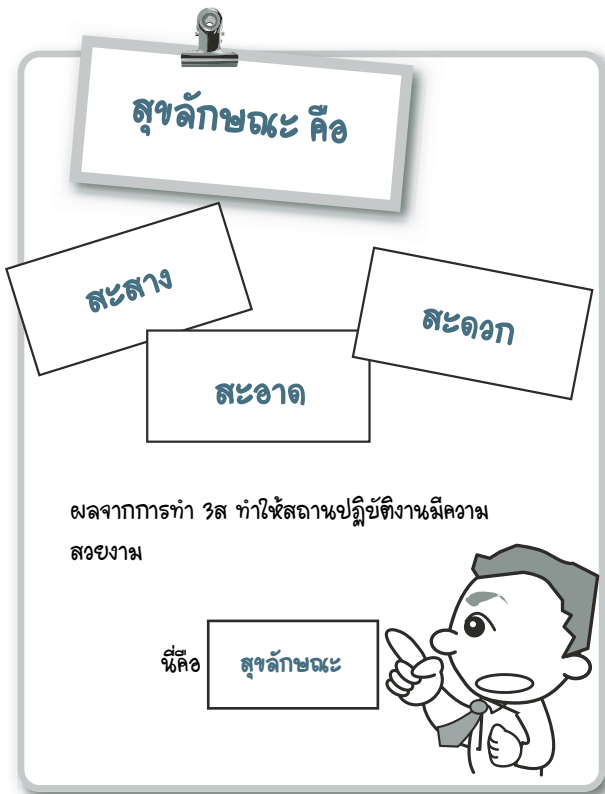 สุขลักษณะ คือ
สะสาง
สะดวก
สะอาด
ผลจากการทำ 3ส ทำให้สถานปฏิบัติงานมีความ
สวยงาม
นี่คือ สุขลักษณะ